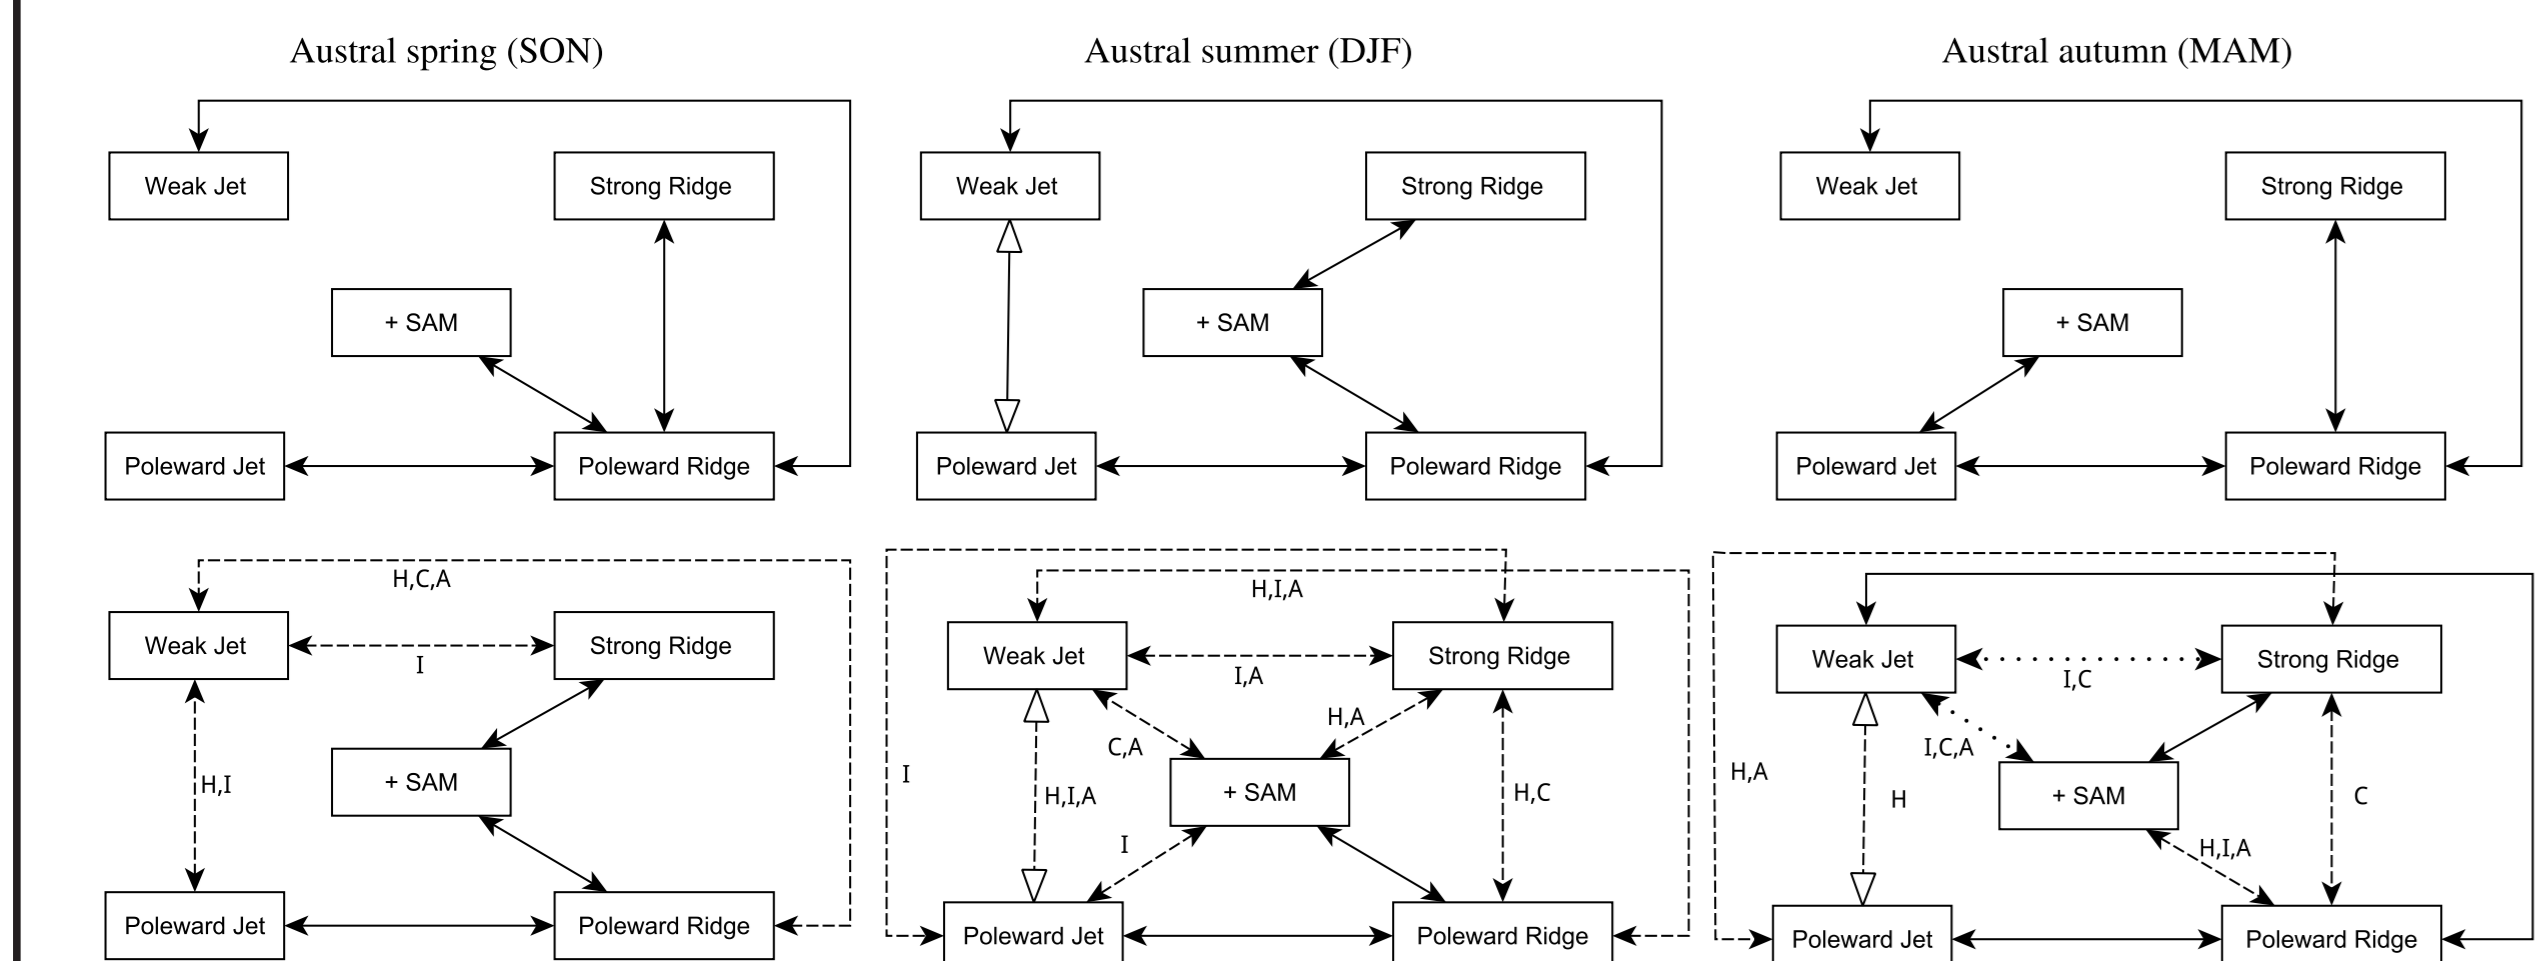 Austral spring (SON)
Austral summer (DJF)
Austral autumn (MAM)
Weak Jet
Strong Ridge
+ SAM
Poleward Jet
Poleward Ridge
Weak Jet
Strong Ridge
+ SAM
Poleward Jet
Poleward Ridge
Weak Jet
Strong Ridge
+ SAM
Poleward Jet
Poleward Ridge
H,C,A
Weak Jet
Strong Ridge
I
+ SAM
H,I
Poleward Jet
Poleward Ridge
H,I,A
Weak Jet
Strong Ridge
I,A
H,A
C,A
I
+ SAM
H,I,A
H,C
I
Poleward Jet
Poleward Ridge
Weak Jet
Strong Ridge
I,C
I,C,A
H,A
+ SAM
H
C
H,I,A
Poleward Jet
Poleward Ridge